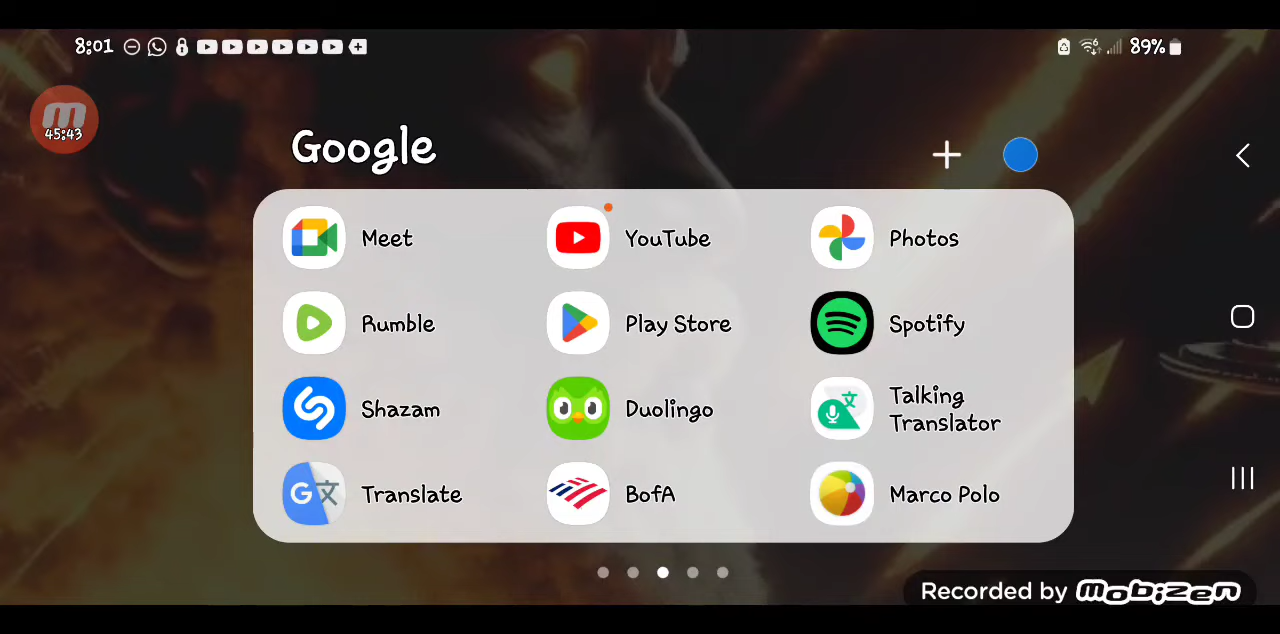 8:01
89%
45:43
Google
Meet
YouTube
Photos
Rumble
Play Store
Spotify
Shazam
Duolingo
Talking
Translator
Translate
BofA
Marco Polo
Recorded by mobizen